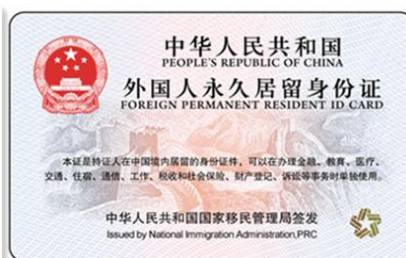 中华人民共和国
PEOPLE'S REPUBLIC OF CHINA
外国人永久居留身份证
FOREIGN PERMANENT RESIDENT ID CARD
本证是持证人在中国境内居留的身份证件，可以在办理金融、教育、医疗、
交通、住宿、通信、工作、税收和社会保险、财产登记、诉讼等事务时单独使用。
中华人民共和国国家移民管理局签发
Issued by National Immigration Administration,PRC